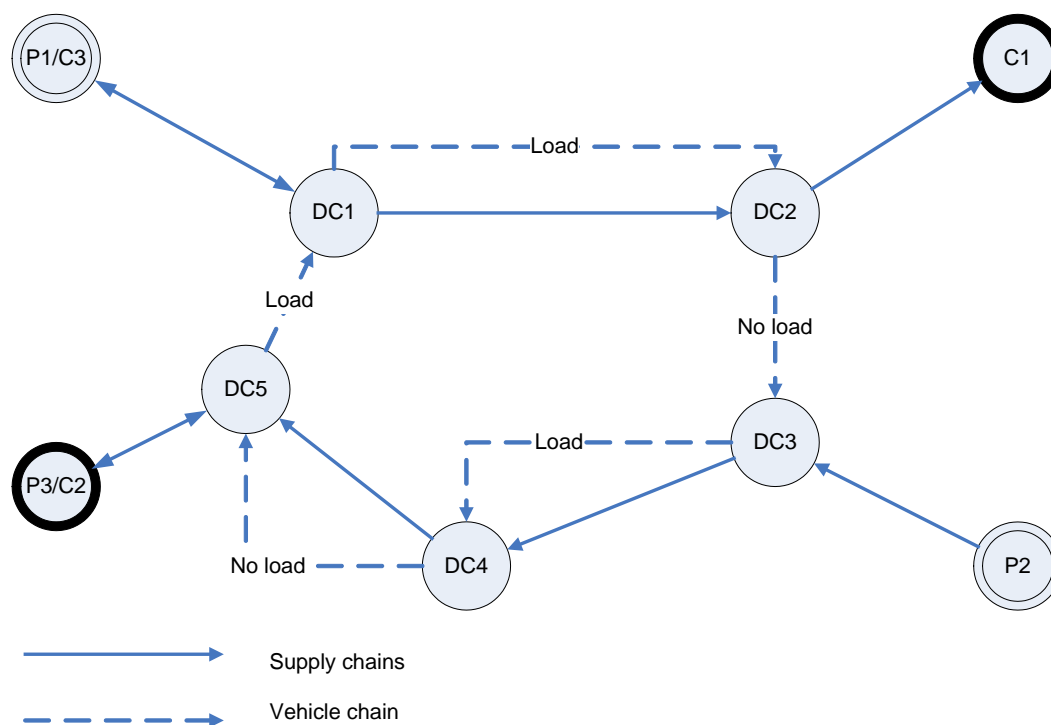 P1/C3
C1
Load
DC1
DC2
Load
No load
DC5
DC3
Load
P3/C2
No load
DC4
P2
Supply chains
Vehicle chain